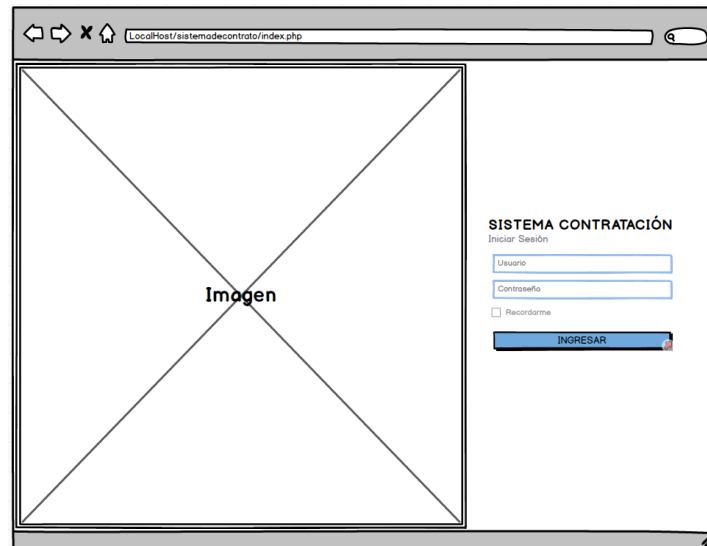 LocalHost/sistemadecontrato/index.php
Imagen
SISTEMA CONTRATACIÓN
Iniciar Sesión
Usuario
Contraseña
Recordarme
INGRESAR